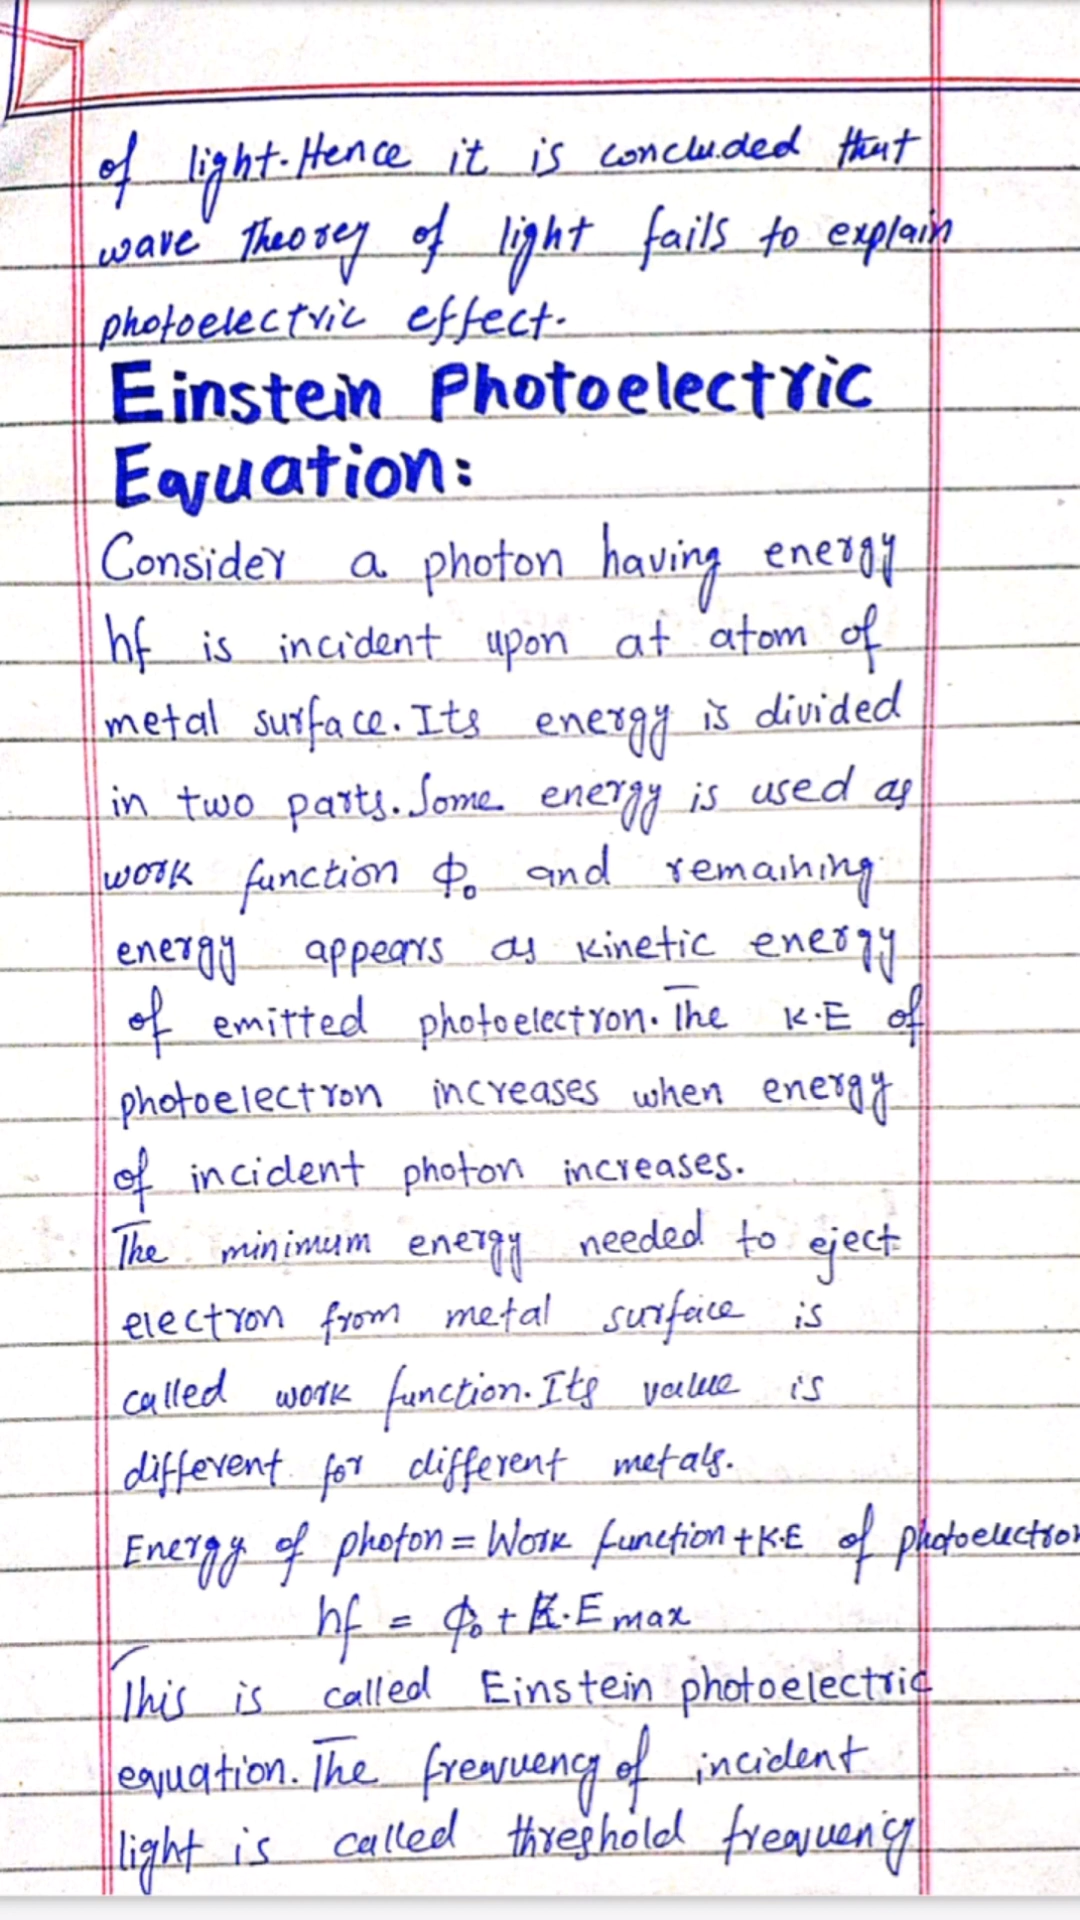 of light. Hence it is concluded that
wave Theorey of light fails to explain
photoelectric effect.
Einstein Photoelectric
Equation:
Consider a photon having energy
hf is incident upon at atom of
metal surface. Its energy is divided
in two parts. Some energy is used as
work function Φ₀ and remaining
energy appears as kinetic energy
of emitted photoelectron. The K.E of
photoelectron increases when energy
of incident photon increases.
The minimum energy needed to eject
electron from metal surface is
called work function. Its value is
different for different metals.
Energy of photon = Work function + K.E of photoelectron
hf = Φ₀ + K.E max
This is called Einstein photoelectric
equation. The frequency of incident
light is called threshold frequency